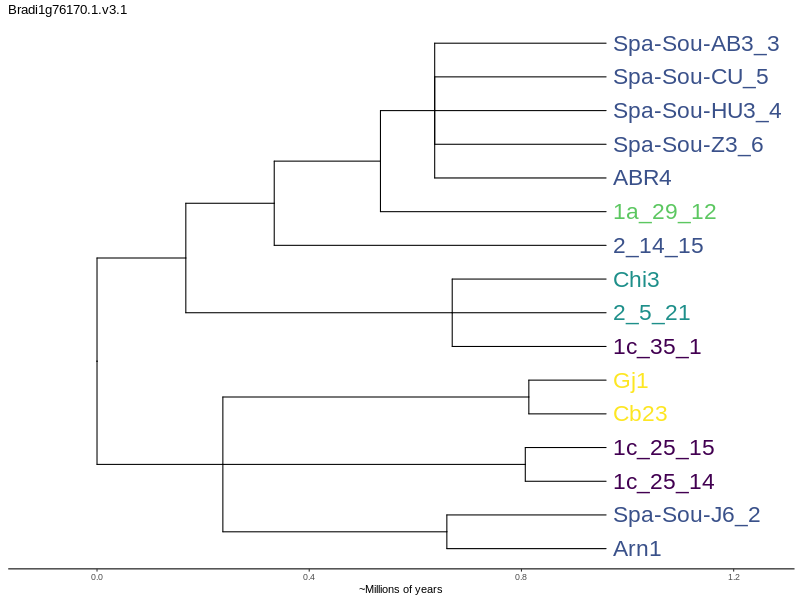 Bradi1g76170.1.v3.1
Spa-Sou-AB3_3
Spa-Sou-CU_5
Spa-Sou-HU3_4
Spa-Sou-Z3_6
ABR4
1a_29_12
2_14_15
Chi3
2_5_21
1c_35_1
Gj1
Cb23
1c_25_15
1c_25_14
Spa-Sou-J6_2
Arn1
0.0 0.4 0.8 1.2
~Millions of years